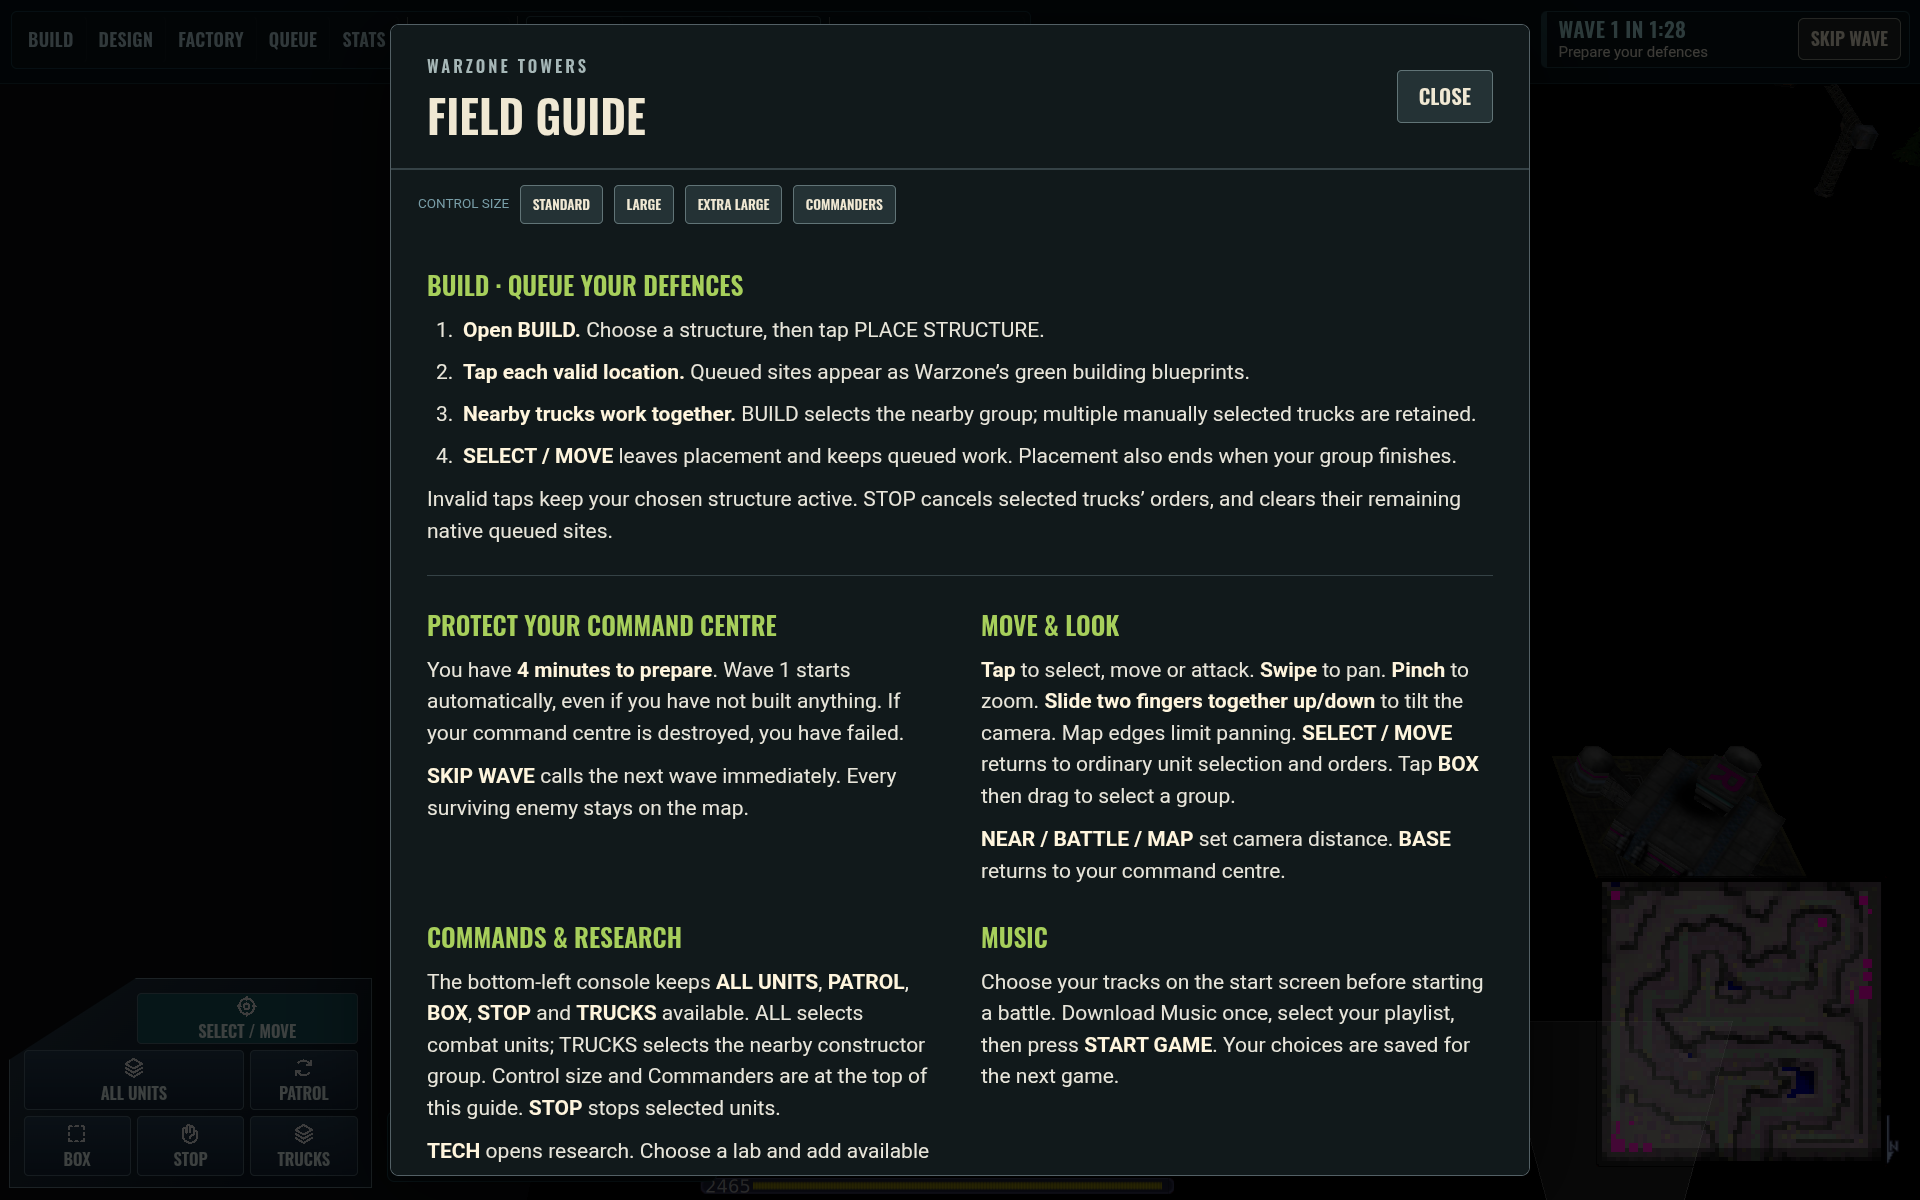 BUILD
DESIGN
FACTORY
QUEUE
STATS
WAVE 1 IN 1:28
Prepare your defences
SKIP WAVE
WARZONE TOWERS
FIELD GUIDE
CLOSE
CONTROL SIZE
STANDARD
LARGE
EXTRA LARGE
COMMANDERS
BUILD · QUEUE YOUR DEFENCES
1. Open BUILD. Choose a structure, then tap PLACE STRUCTURE.
2. Tap each valid location. Queued sites appear as Warzone’s green building blueprints.
3. Nearby trucks work together. BUILD selects the nearby group; multiple manually selected trucks are retained.
4. SELECT / MOVE leaves placement and keeps queued work. Placement also ends when your group finishes.
Invalid taps keep your chosen structure active. STOP cancels selected trucks’ orders, and clears their remaining
native queued sites.
PROTECT YOUR COMMAND CENTRE
You have 4 minutes to prepare. Wave 1 starts
automatically, even if you have not built anything. If
your command centre is destroyed, you have failed.
SKIP WAVE calls the next wave immediately. Every
surviving enemy stays on the map.
MOVE & LOOK
Tap to select, move or attack. Swipe to pan. Pinch to
zoom. Slide two fingers together up/down to tilt the
camera. Map edges limit panning. SELECT / MOVE
returns to ordinary unit selection and orders. Tap BOX
then drag to select a group.
NEAR / BATTLE / MAP set camera distance. BASE
returns to your command centre.
COMMANDS & RESEARCH
The bottom-left console keeps ALL UNITS, PATROL,
BOX, STOP and TRUCKS available. ALL selects
combat units; TRUCKS selects the nearby constructor
group. Control size and Commanders are at the top of
this guide. STOP stops selected units.
TECH opens research. Choose a lab and add available
MUSIC
Choose your tracks on the start screen before starting
a battle. Download Music once, select your playlist,
then press START GAME. Your choices are saved for
the next game.
SELECT / MOVE
ALL UNITS
PATROL
BOX
STOP
TRUCKS
2465
N